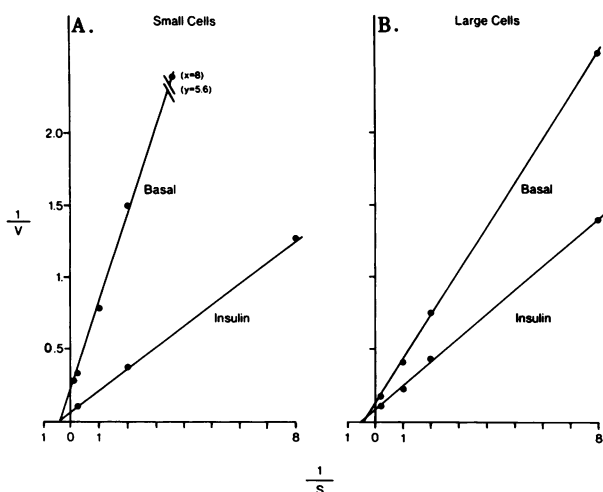 A. Small Cells
B. Large Cells
(x=8)
(y=5.6)
2.0
1.5
1.
0.5
1
V
Basal
Insulin
Basal
Insulin
1 0 1 8
1 0 1 8
1
S